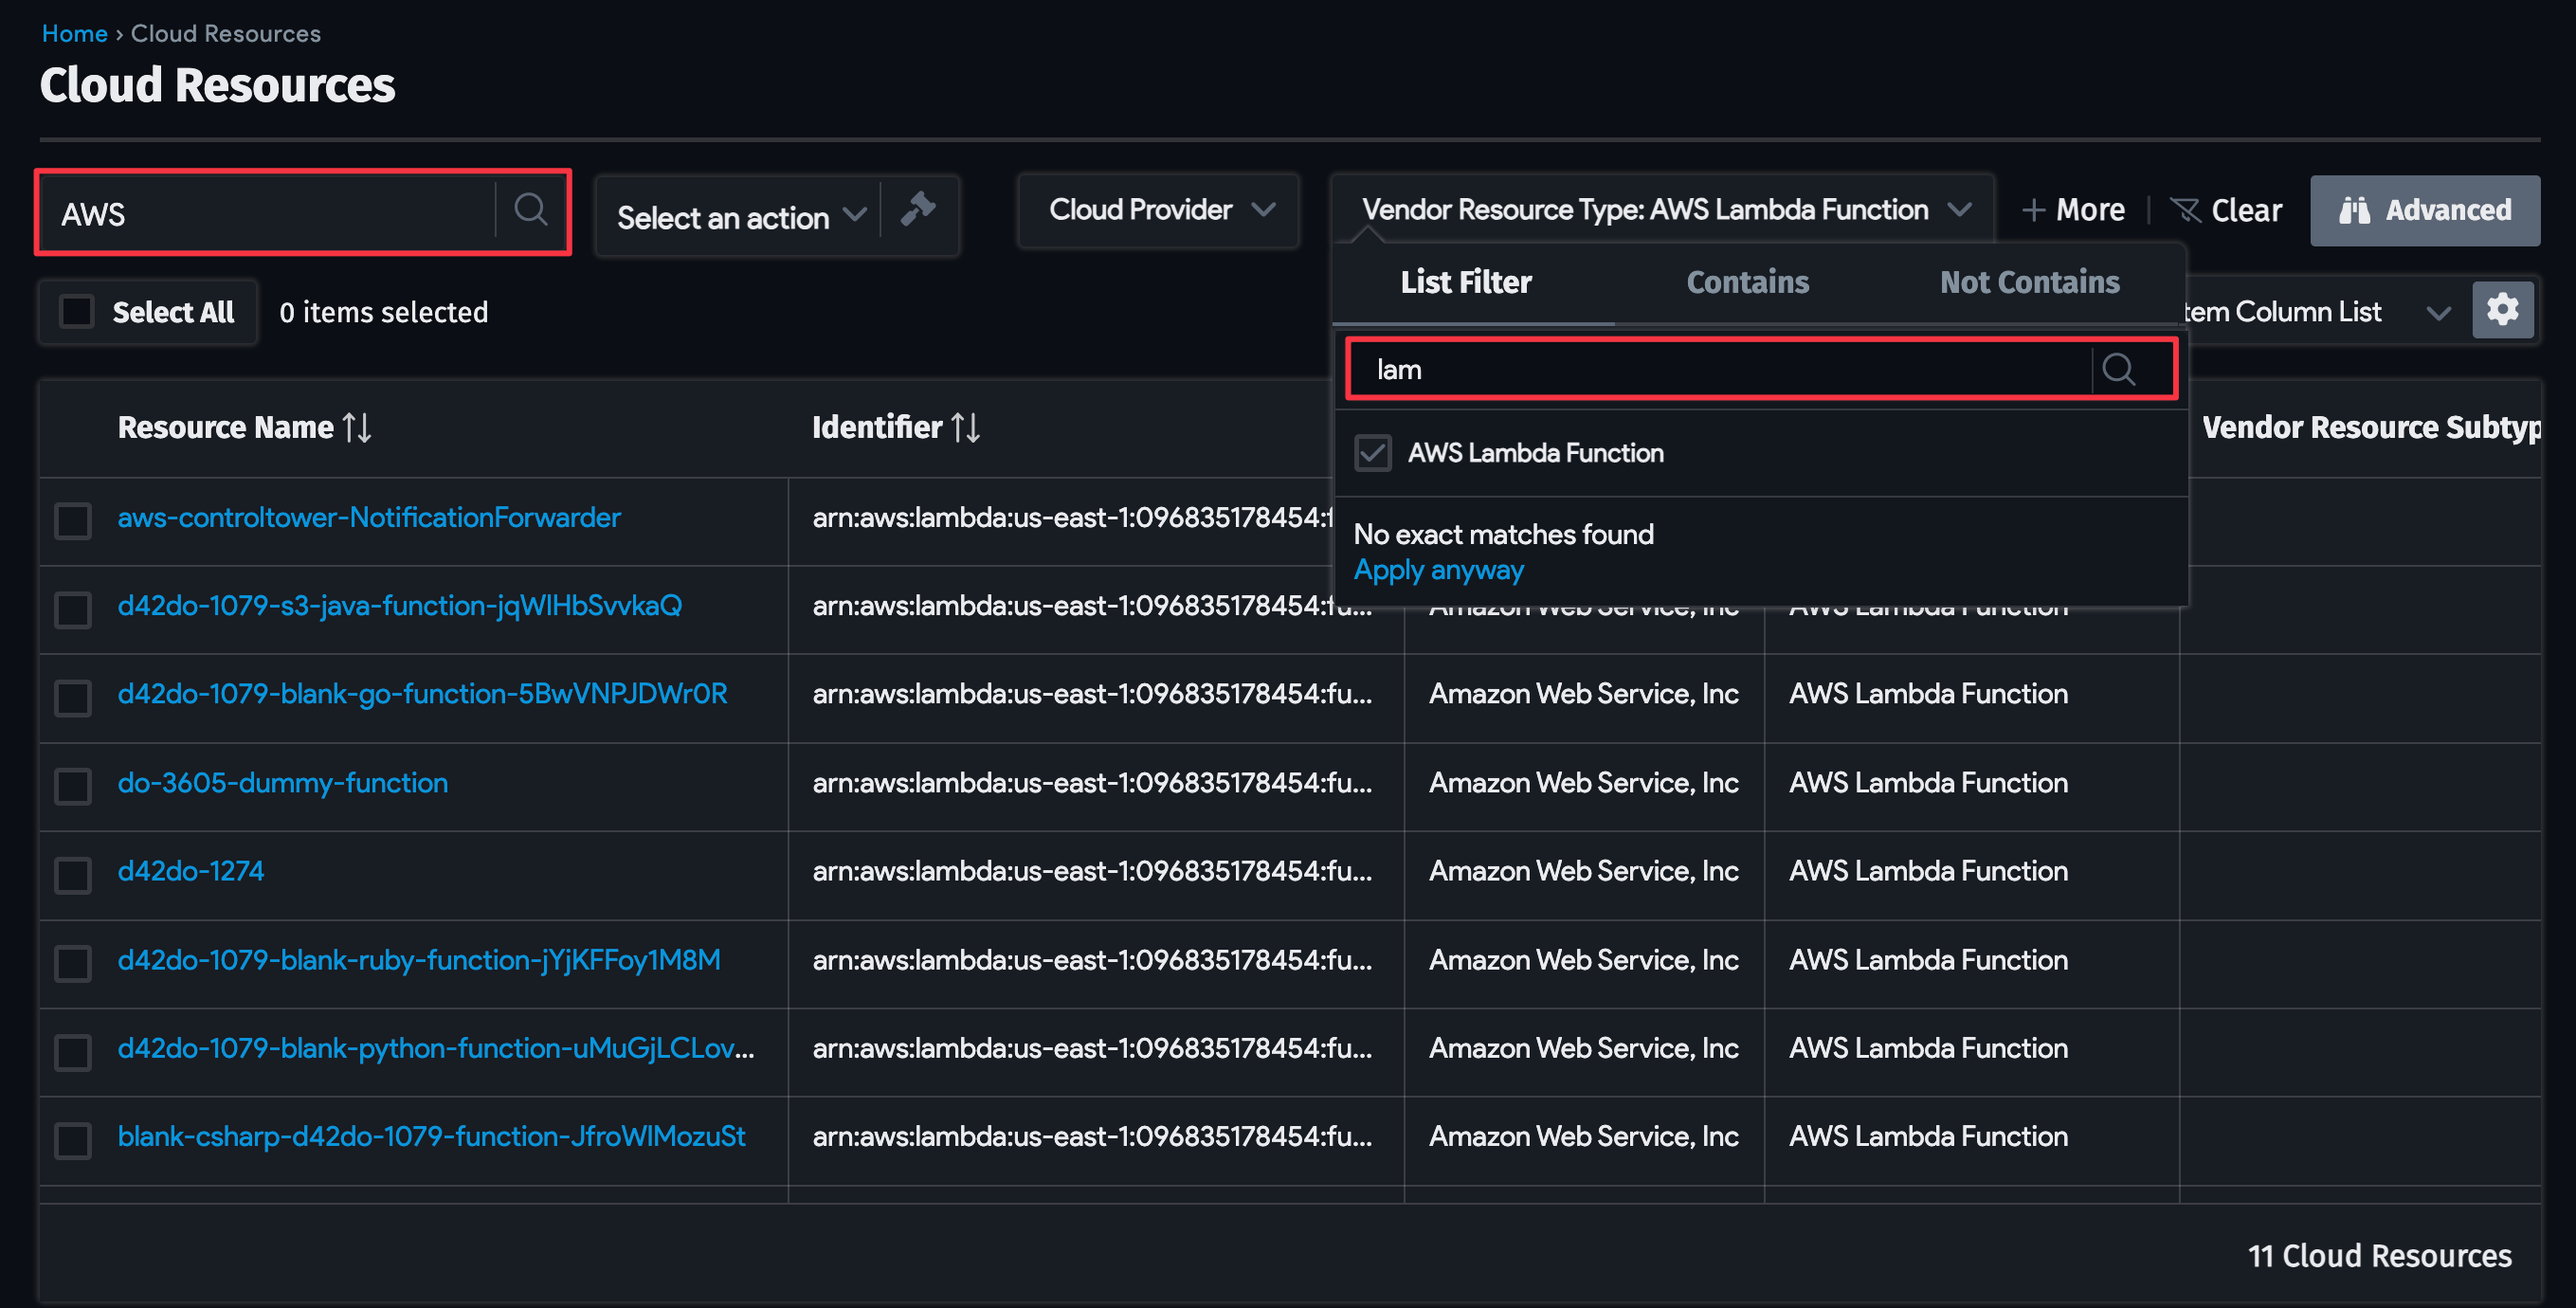 Home › Cloud Resources
Cloud Resources
AWS
Select an action
Cloud Provider
Vendor Resource Type: AWS Lambda Function
More
Clear
Advanced
Select All
0 items selected
List Filter
Contains
Not Contains
tem Column List
lam
AWS Lambda Function
No exact matches found
Apply anyway
Resource Name
Identifier
Vendor Resource Subtyp
aws-controltower-NotificationForwarder arn:aws:lambda:us-east-1:096835178454:f
d42do-1079-s3-java-function-jqWlHbSvvkaQ arn:aws:lambda:us-east-1:096835178454:fu... Amazon Web Service, Inc AWS Lambda Function
d42do-1079-blank-go-function-5BwVNPJDWr0R arn:aws:lambda:us-east-1:096835178454:fu... Amazon Web Service, Inc AWS Lambda Function
do-3605-dummy-function arn:aws:lambda:us-east-1:096835178454:fu... Amazon Web Service, Inc AWS Lambda Function
d42do-1274 arn:aws:lambda:us-east-1:096835178454:fu... Amazon Web Service, Inc AWS Lambda Function
d42do-1079-blank-ruby-function-jYjKFFoy1M8M arn:aws:lambda:us-east-1:096835178454:fu... Amazon Web Service, Inc AWS Lambda Function
d42do-1079-blank-python-function-uMuGjLCLov... arn:aws:lambda:us-east-1:096835178454:fu... Amazon Web Service, Inc AWS Lambda Function
blank-csharp-d42do-1079-function-JfroWlMozuSt arn:aws:lambda:us-east-1:096835178454:fu... Amazon Web Service, Inc AWS Lambda Function
11 Cloud Resources